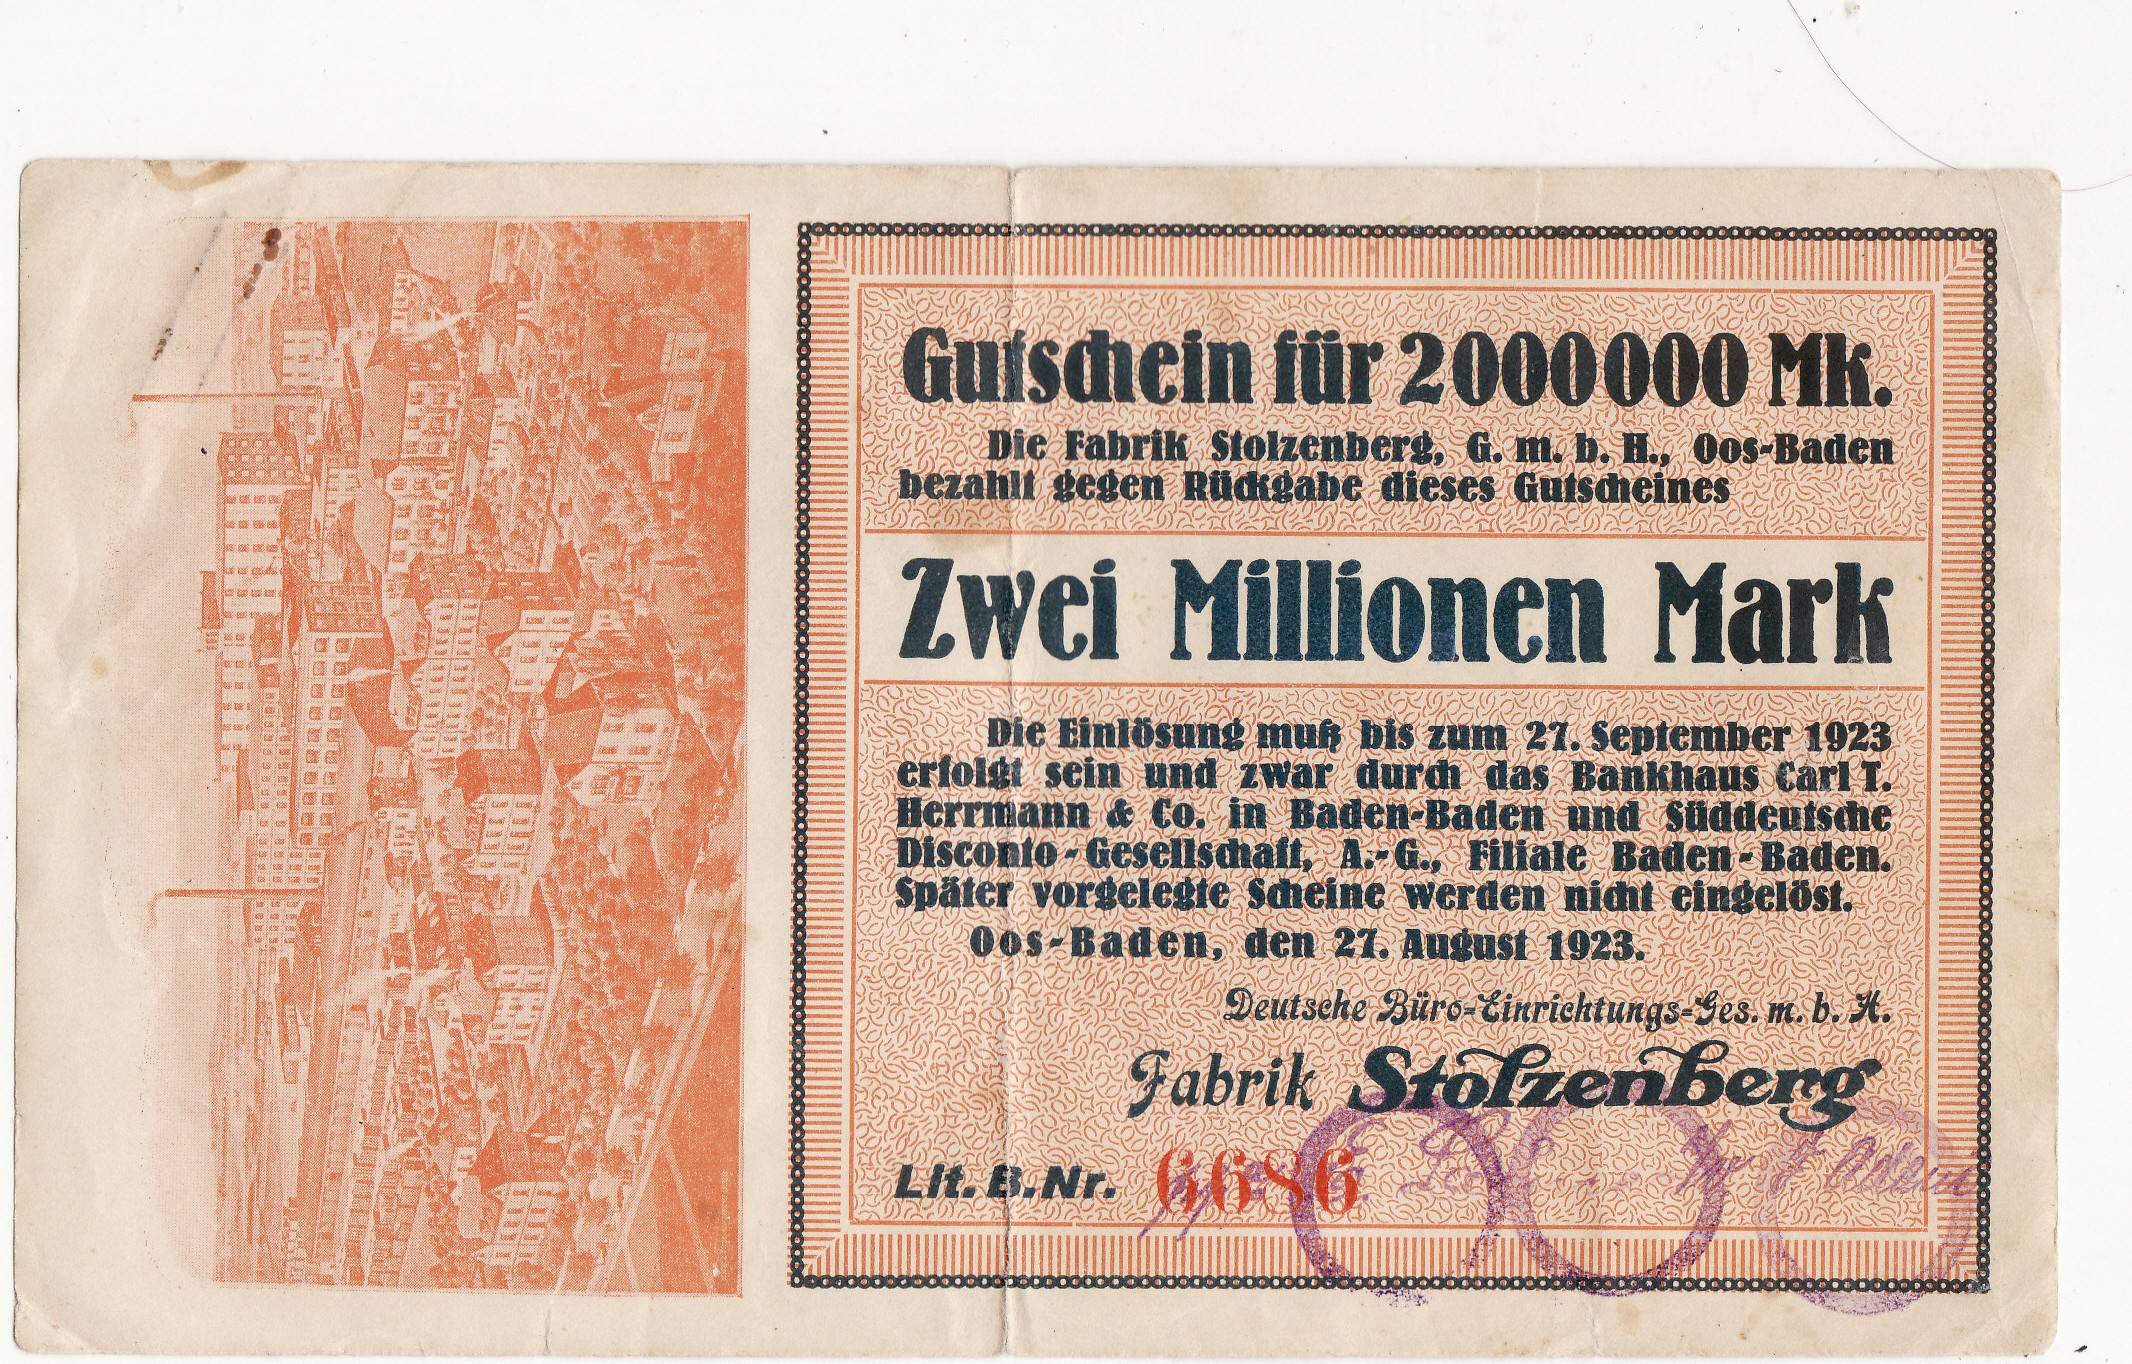 Gutschein für 2000000 Mk.
Die Fabrik Stolzenberg, G. m. b. H., Oos-Baden
bezahlt gegen Rückgabe dieses Gutscheines
Zwei Millionen Mark
Die Einlösung muß bis zum 27. September 1923
erfolgt sein und zwar durch das Bankhaus Carl T.
Herrmann & Co. in Baden-Baden und Süddeutsche
Disconto-Gesellschaft, A.-G., Filiale Baden-Baden.
Später vorgelegte Scheine werden nicht eingelöst.
Oos-Baden, den 27. August 1923.
Deutsche Büro-Einrichtungs-Ges. m. b. H.
Fabrik Stolzenberg
Lit. B. Nr. 6686